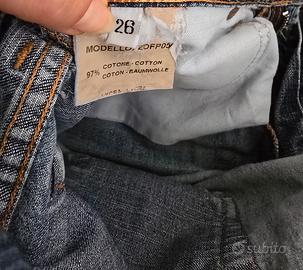 26
MODELLO
COTONE - COTTON
97%
COTON - BAUMWOLLE
subito